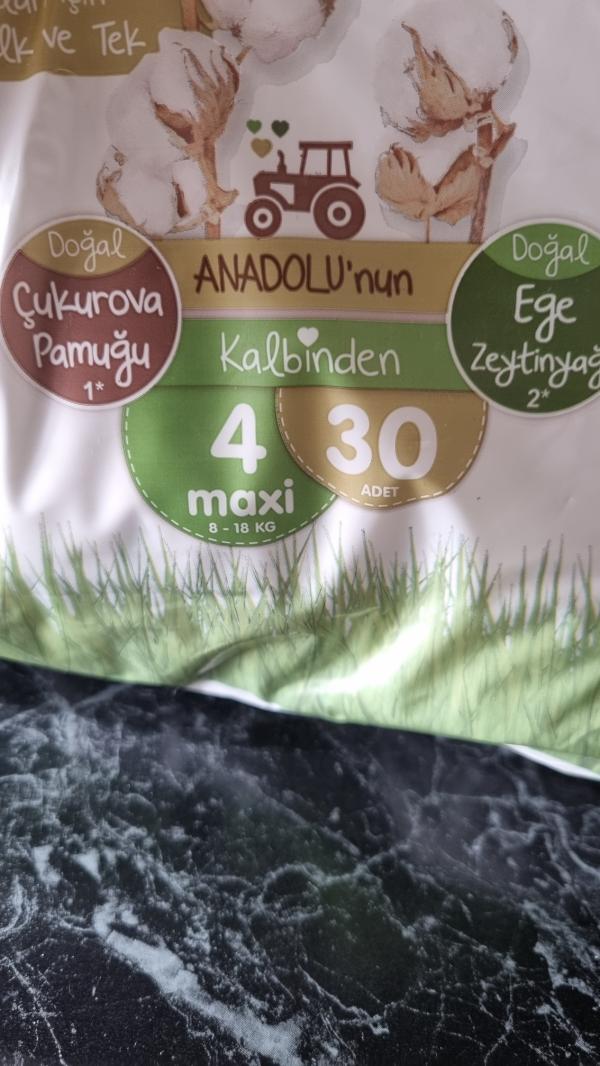 lk ve Tek
Doğal
Çukurova
Pamuğu
1*
ANADOLU'nun
Kalbinden
Doğal
Ege
Zeytinyağ
2*
4
maxi
8 - 18 KG
30
ADET